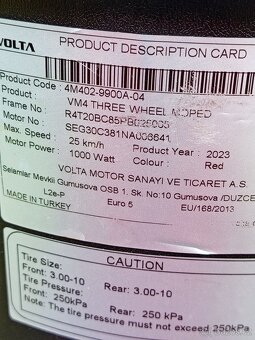 VOLTA PRODUCT DESCRIPTION CARD
Product Code : 4M402-9900A-04
Frame No : VM4 THREE WHEEL MOPED
Motor No : R4T20BC85PB
Max. Speed : SEG30C381NA006641
Motor Power : 25 km/h Year : 2023
1000 Watt Colour : Red
VOLTA MOTOR SANAYI VE TICARET A.S.
Selamlar Mevkii Gumusova OSB 1. Sk. No:10 Gumusova /DUZCE
L2e-P Euro 5 EU/168/2013
MADE IN TURKEY
CAUTION
Tire Size:
Front: 3.00-10 Rear: 3.00-10
Tire Pressure:
Front: 250kPa Rear: 250 kPa
Note: The tire pressure must not exceed 250kPa